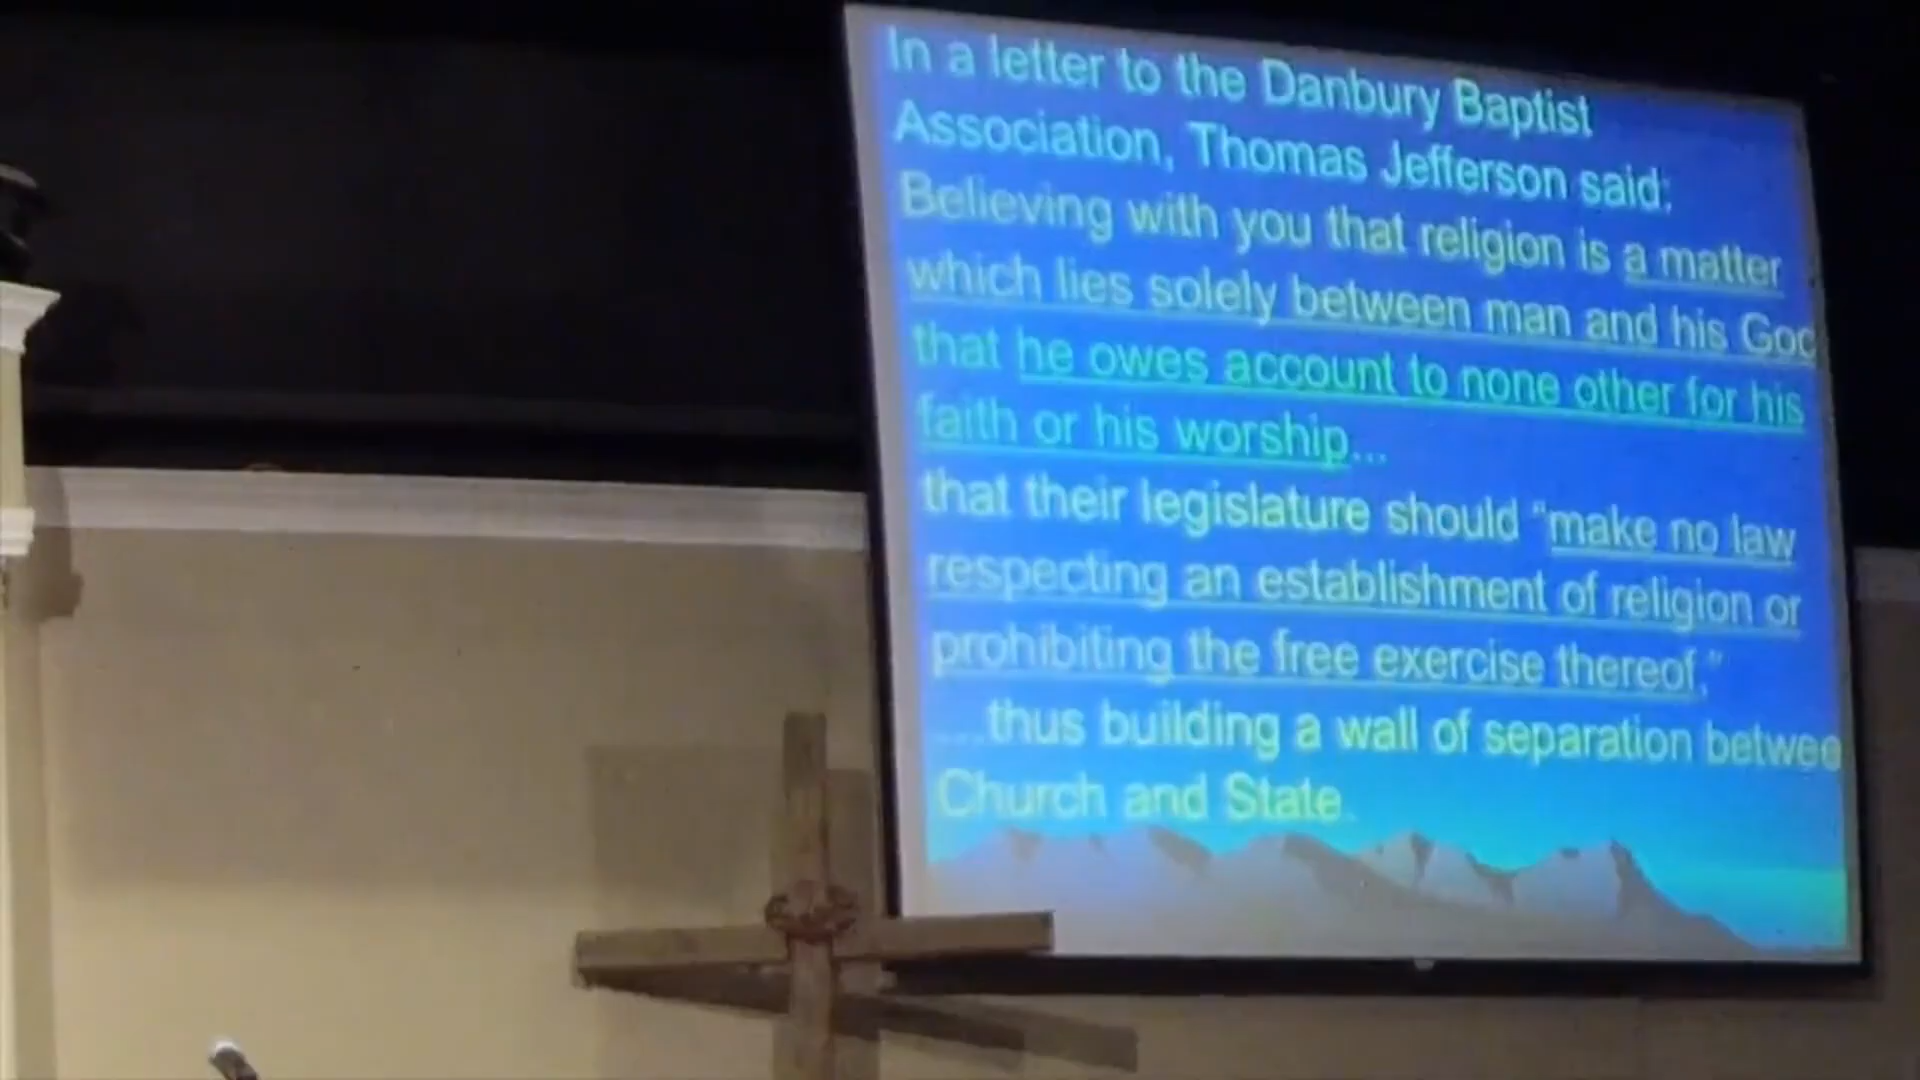 In a letter to the Danbury Baptist
Association, Thomas Jefferson said:
Believing with you that religion is a matter
which lies solely between man and his God
that he owes account to none other for his
faith or his worship...
that their legislature should "make no law
respecting an establishment of religion or
prohibiting the free exercise thereof,"
...thus building a wall of separation betwee
Church and State.